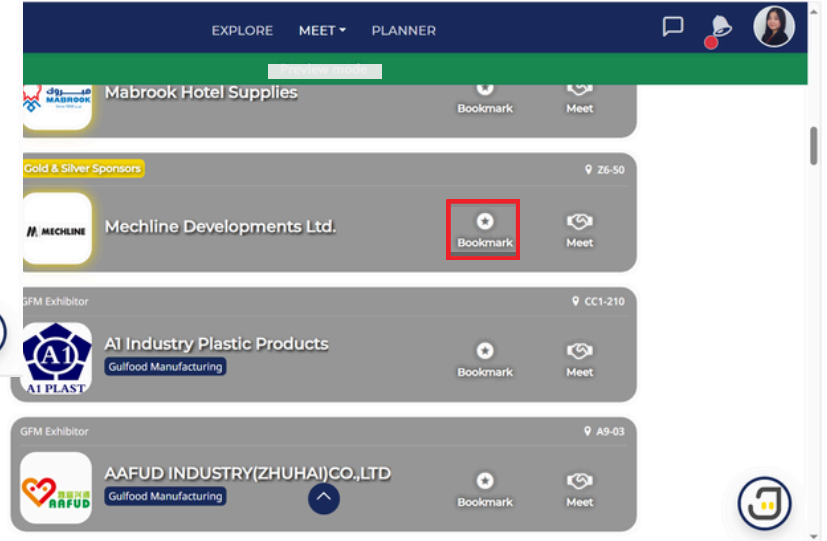 EXPLORE MEET PLANNER
Preview mode
مبروك
MABROOK
Mabrook Hotel Supplies
Bookmark Meet
Gold & Silver Sponsors Z6-50
MECHLINE
Mechline Developments Ltd.
Bookmark Meet
GFM Exhibitor CC1-210
A1
A1 PLAST
A1 Industry Plastic Products
Gulfood Manufacturing
Bookmark Meet
GFM Exhibitor A9-03
AAFUD
AAFUD INDUSTRY(ZHUHAI)CO.,LTD
Gulfood Manufacturing
Bookmark Meet